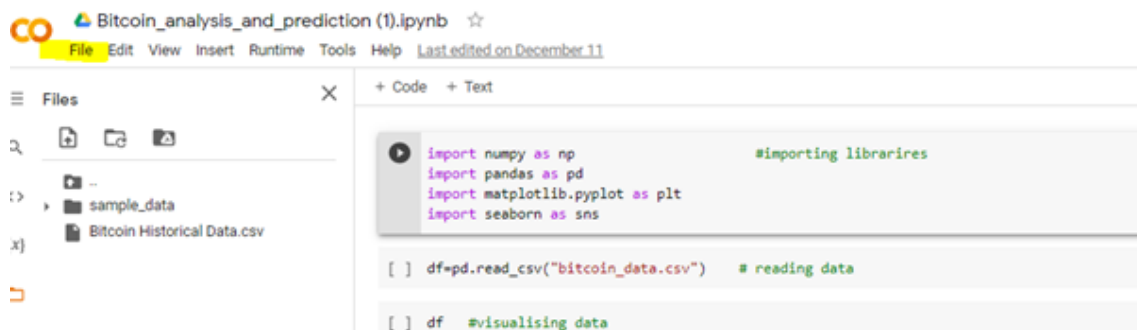 Bitcoin_analysis_and_prediction (1).ipynb
File Edit View Insert Runtime Tools Help Last edited on December 11
Files
+ Code + Text
import numpy as np #importing librarires
import pandas as pd
import matplotlib.pyplot as plt
import seaborn as sns
..
sample_data
Bitcoin Historical Data.csv
[ ] df=pd.read_csv("bitcoin_data.csv") # reading data
[ ] df #visualising data